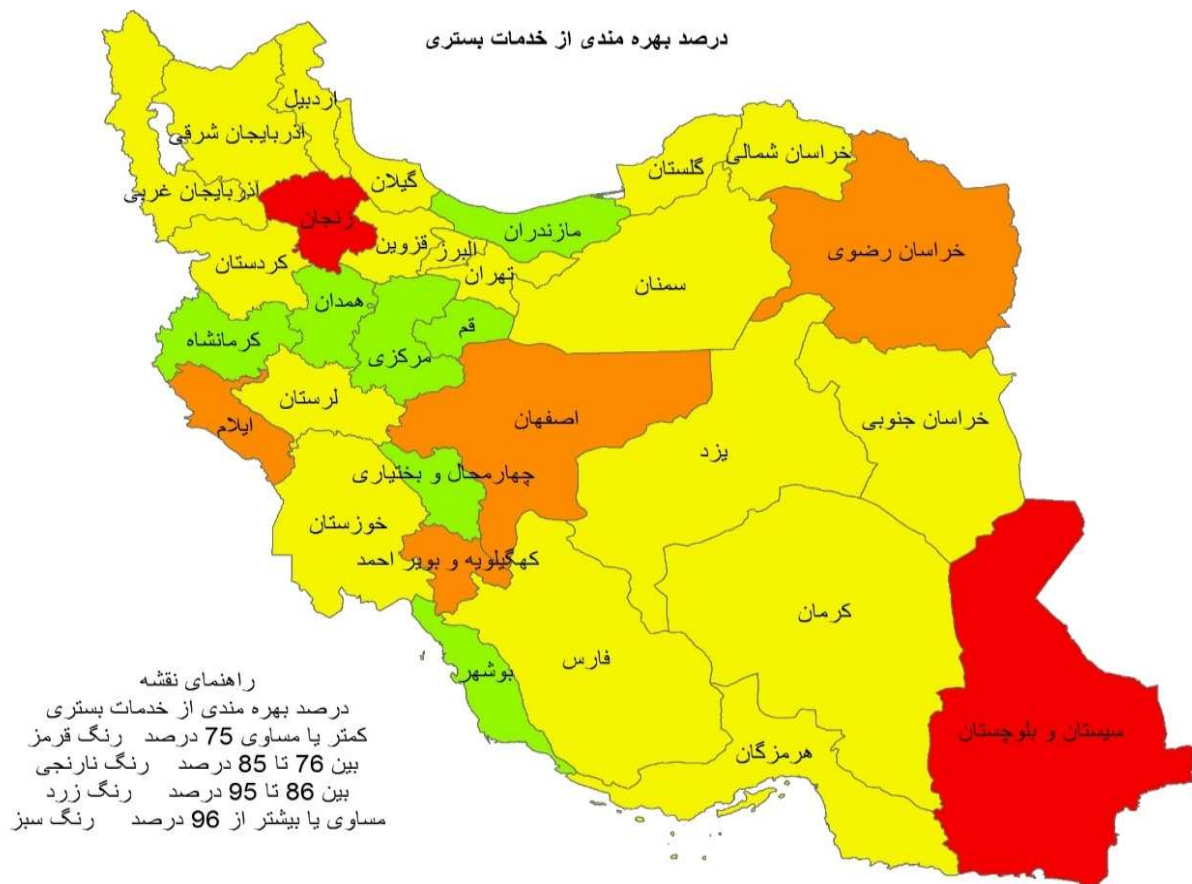 درصد بهره مندی از خدمات بستری
اردبیل
آذربایجان شرقی
آذربایجان غربی
گیلان
زنجان
قزوین
البرز
تهران
مازندران
گلستان
خراسان شمالی
خراسان رضوی
سمنان
کردستان
همدان
کرمانشاه
مرکزی
قم
لرستان
ایلام
اصفهان
خراسان جنوبی
یزد
چهارمحال و بختیاری
خوزستان
کهگیلویه و بویر احمد
کرمان
فارس
بوشهر
هرمزگان
سیستان و بلوچستان
راهنمای نقشه
درصد بهره مندی از خدمات بستری
کمتر یا مساوی 75 درصد رنگ قرمز
بین 76 تا 85 درصد رنگ نارنجی
بین 86 تا 95 درصد رنگ زرد
مساوی یا بیشتر از 96 درصد رنگ سبز